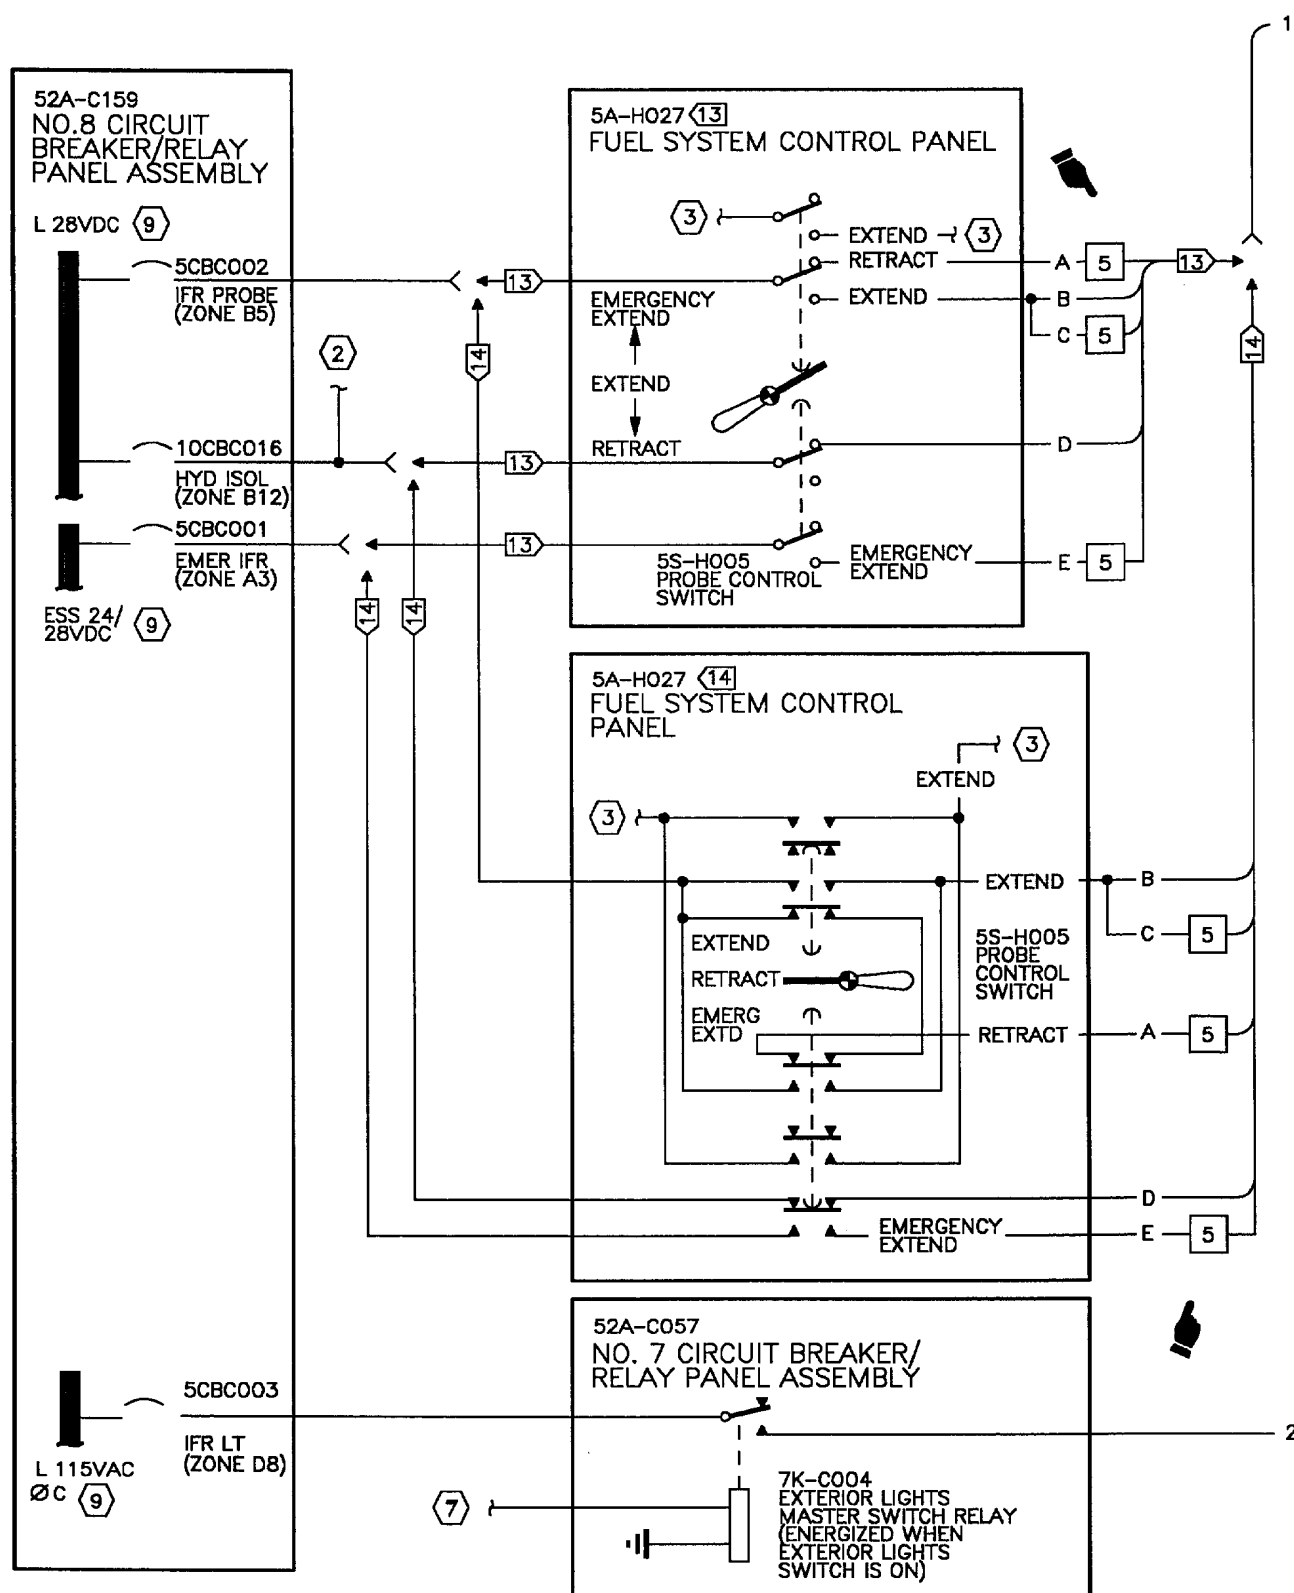 1
52A-C159
NO.8 CIRCUIT
BREAKER/RELAY
PANEL ASSEMBLY
L 28VDC 9
5CBC002
IFR PROBE
(ZONE B5)
2
10CBC016
HYD ISOL
(ZONE B12)
5CBC001
EMER IFR
(ZONE A3)
ESS 24/
28VDC 9
13
14
13
13
14
14
5A-H027 13
FUEL SYSTEM CONTROL PANEL
3
EXTEND 3
RETRACT A 5
EXTEND B
C 5
13
14
EMERGENCY
EXTEND
EXTEND
RETRACT
D
EMERGENCY
EXTEND
E 5
5S-H005
PROBE CONTROL
SWITCH
5A-H027 14
FUEL SYSTEM CONTROL
PANEL
3
EXTEND
3
EXTEND B
C 5
EXTEND
RETRACT
EMERG
EXTD
5S-H005
PROBE
CONTROL
SWITCH
RETRACT A 5
D
EMERGENCY
EXTEND
E 5
52A-C057
NO. 7 CIRCUIT BREAKER/
RELAY PANEL ASSEMBLY
5CBC003
IFR LT
(ZONE D8)
L 115VAC
ØC 9
2
7
7K-C004
EXTERIOR LIGHTS
MASTER SWITCH RELAY
(ENERGIZED WHEN
EXTERIOR LIGHTS
SWITCH IS ON)